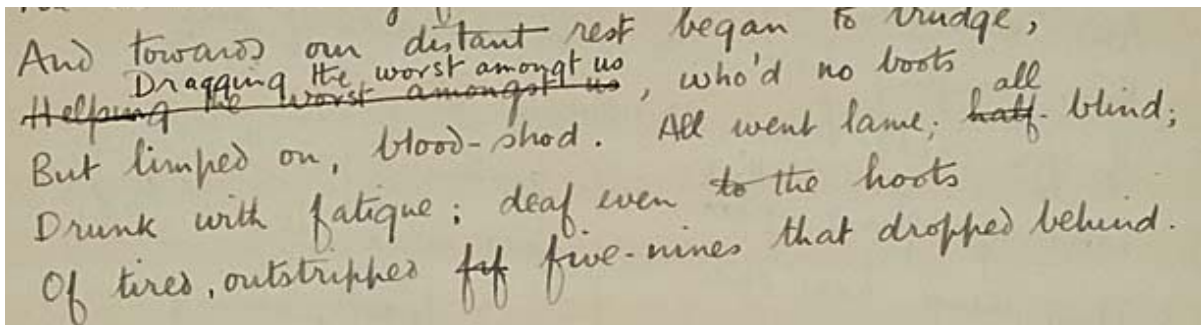 And towards our distant rest began to trudge,
Dragging the worst amongt us
Helping the worst amongst us, who'd no boots
all
But limped on, blood-shod. All went lame; half-blind;
Drunk with fatigue; deaf even to the hoots
Of tired, outstripped fif five-nines that dropped behind.